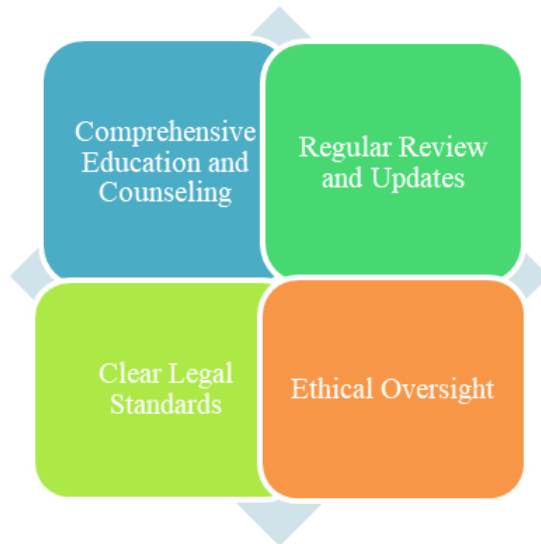 Comprehensive
Education and
Counseling
Regular Review
and Updates
Clear Legal
Standards
Ethical Oversight